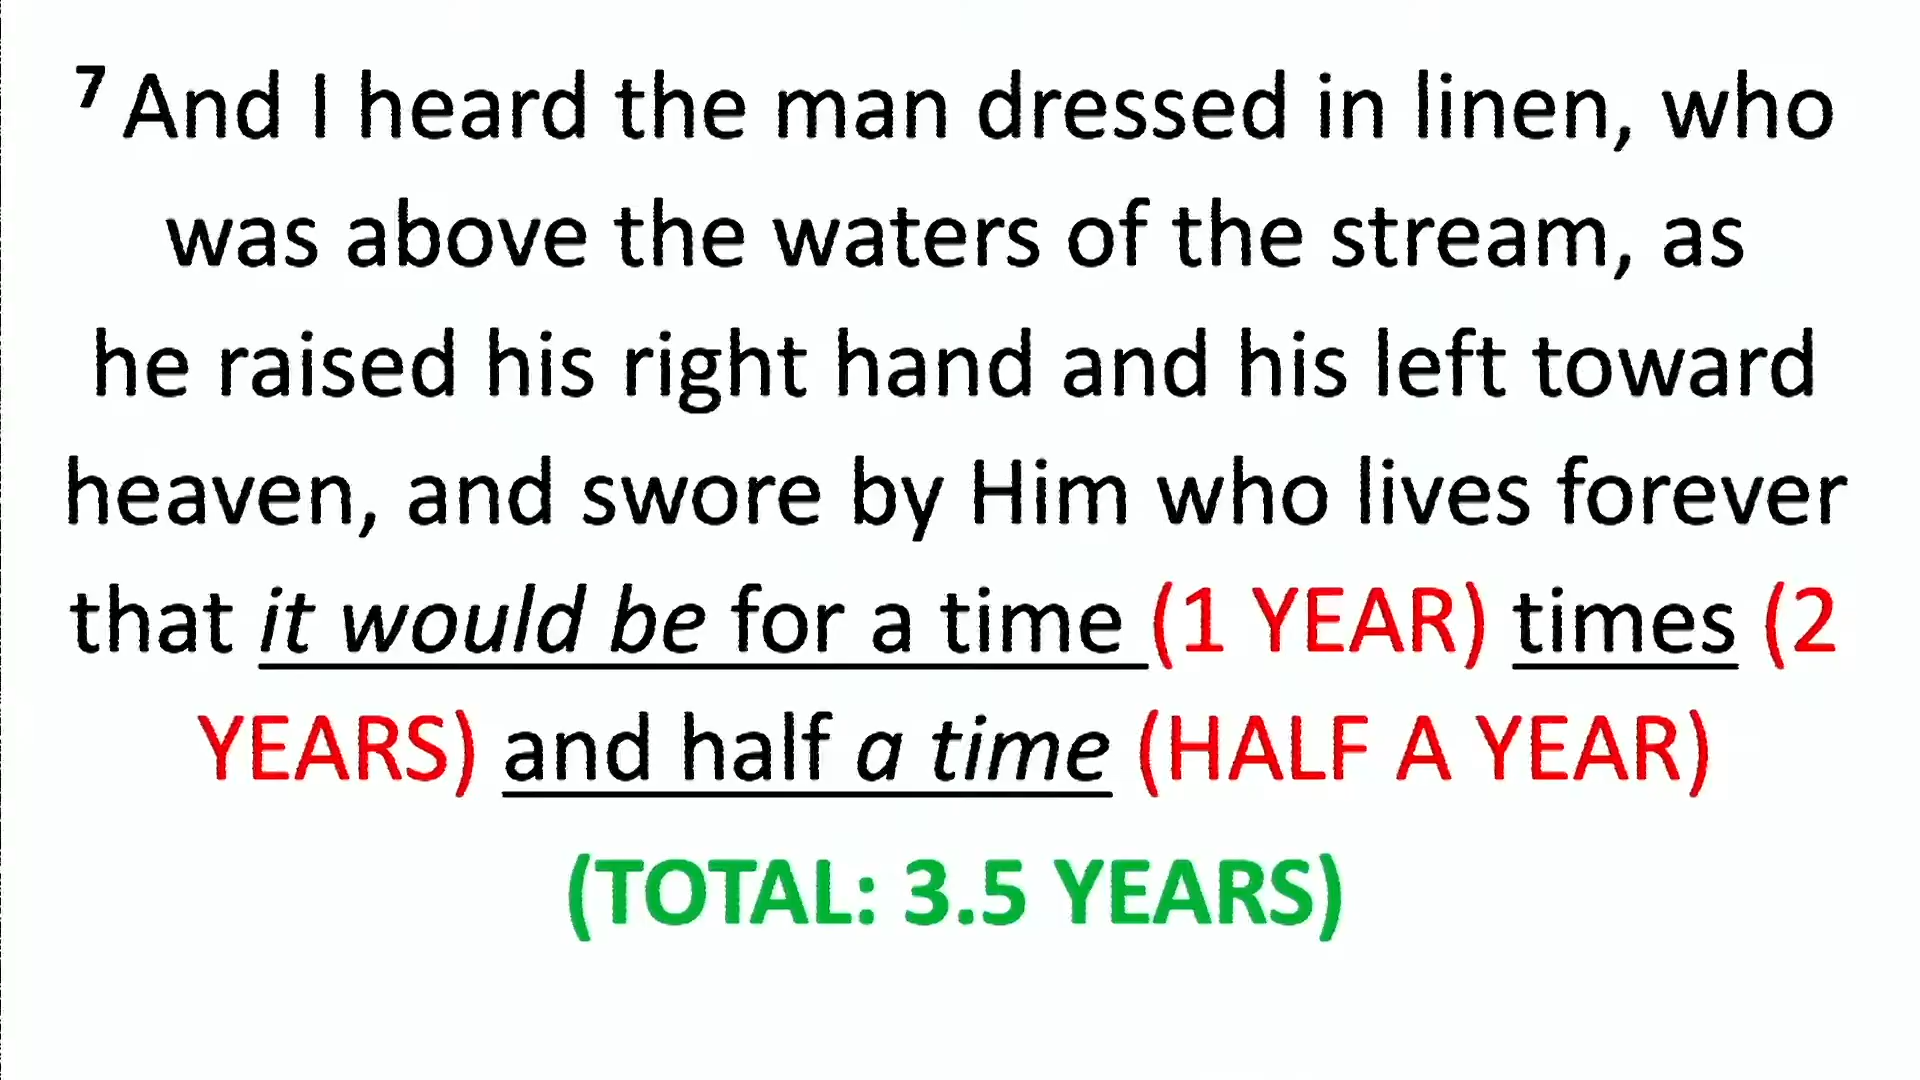 7 And I heard the man dressed in linen, who
was above the waters of the stream, as
he raised his right hand and his left toward
heaven, and swore by Him who lives forever
that it would be for a time (1 YEAR) times (2
YEARS) and half a time (HALF A YEAR)
(TOTAL: 3.5 YEARS)